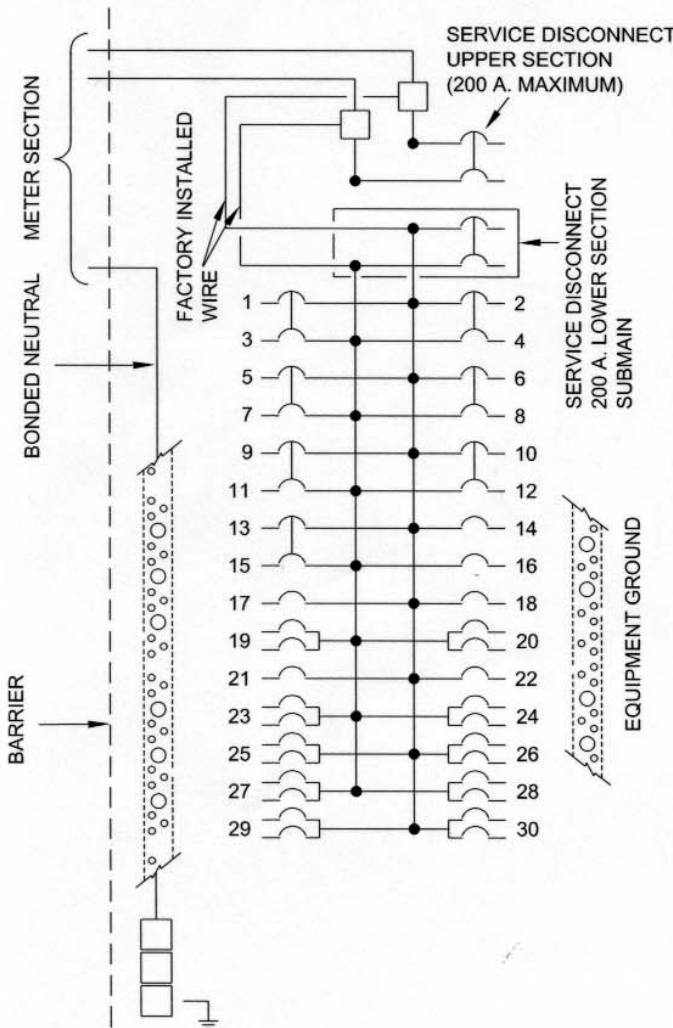 SERVICE DISCONNECT
UPPER SECTION
(200 A. MAXIMUM)
METER SECTION
FACTORY INSTALLED
WIRE
SERVICE DISCONNECT
200 A. LOWER SECTION
SUBMAIN
BONDED NEUTRAL
1 2
3 4
5 6
7 8
9 10
11 12
13 14
15 16
17 18
19 20
21 22
23 24
25 26
27 28
29 30
EQUIPMENT GROUND
BARRIER